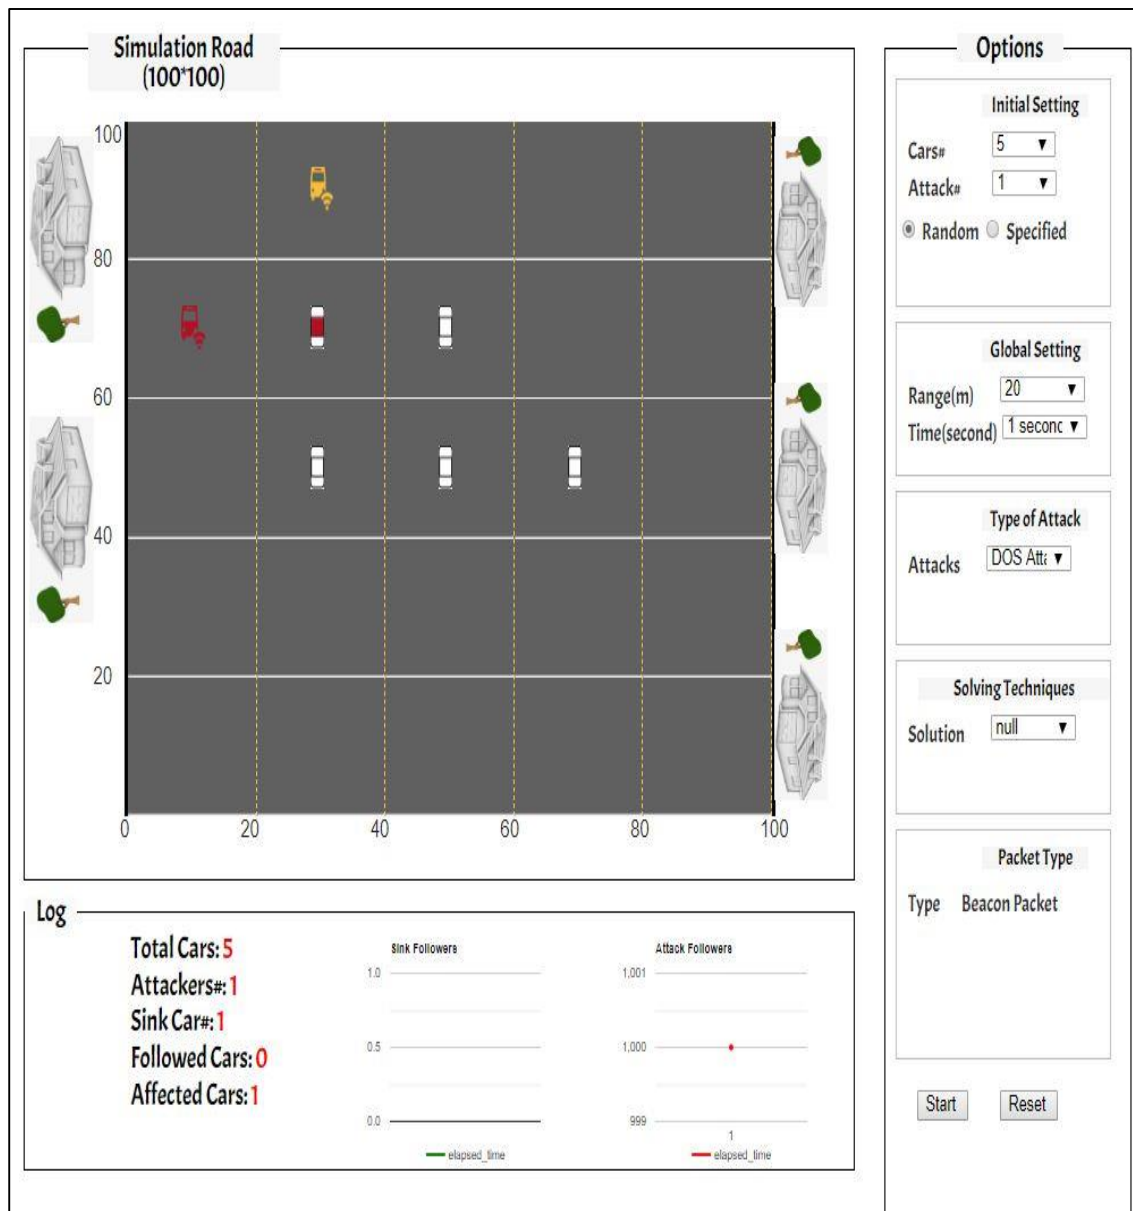 Simulation Road
(100*100)
100
80
60
40
20
0
20
40
60
80
100
Log
Total Cars: 5
Attackers#: 1
Sink Car#: 1
Followed Cars: 0
Affected Cars: 1
Sink Followers
1.0
0.5
0.0
elapsed_time
Attack Followers
1,001
1,000
999
1
elapsed_time
Options
Initial Setting
Cars# 5
Attack# 1
Random Specified
Global Setting
Range(m) 20
Time(second) 1 second
Type of Attack
Attacks DOS Atta
Solving Techniques
Solution null
Packet Type
Type Beacon Packet
Start Reset